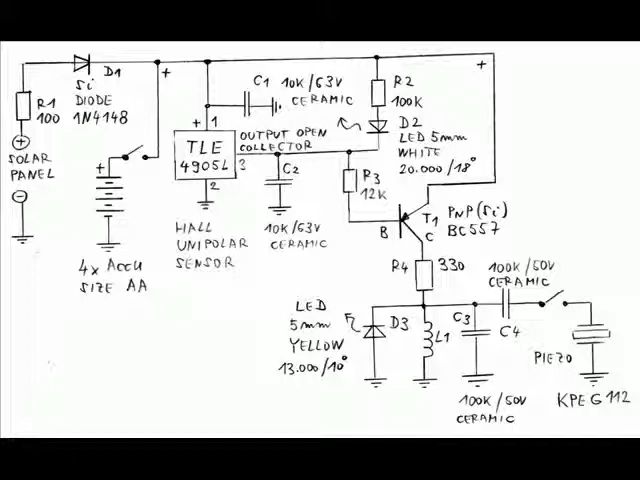 +
D1
Si
DIODE
1N4148
R1
100
+
SOLAR
PANEL
−
+
4x ACCU
SIZE AA
C1 10K/63V
CERAMIC
+ 1
TLE
4905L
3
2
OUTPUT OPEN
COLLECTOR
HALL
UNIPOLAR
SENSOR
C2
10K/63V
CERAMIC
+
R2
100K
D2
LED 5mm
WHITE
20.000/18°
R3
12K
B
C
T1
PNP (Si)
BC557
R4
330
LED
5mm
YELLOW
13.000/10°
D3
L1
C3
100K/50V
CERAMIC
100K/50V
CERAMIC
C4
PIEZO
KPEG112